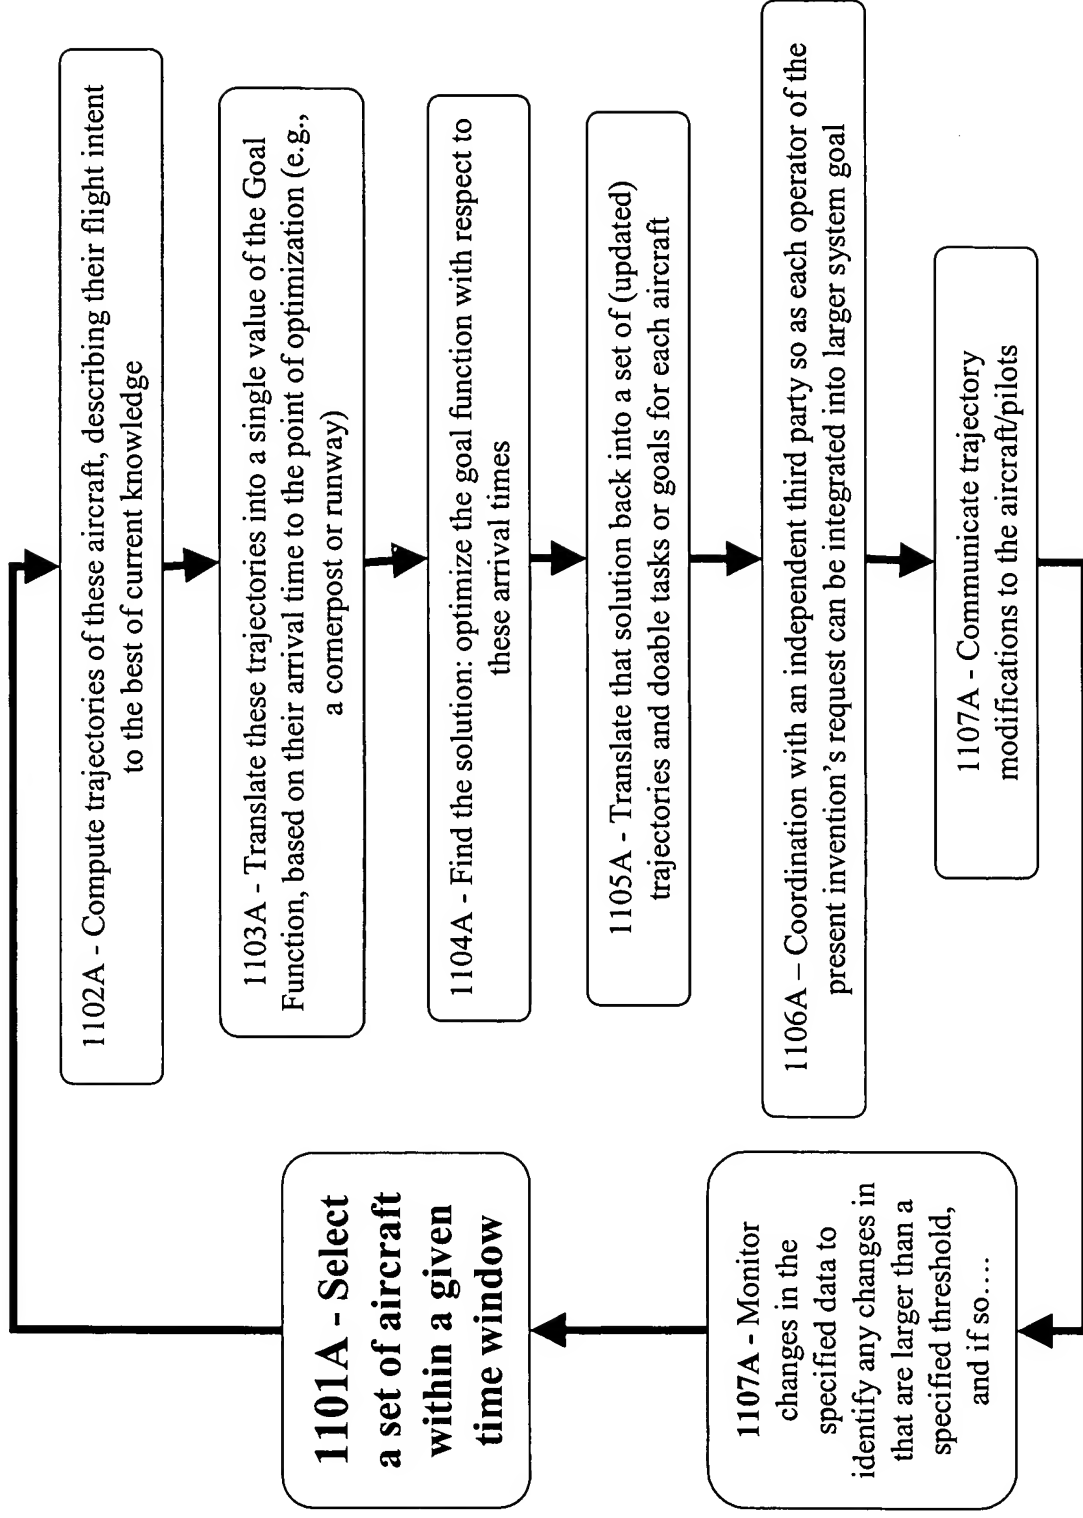 1101A - Select
a set of aircraft
within a given
time window
1102A - Compute trajectories of these aircraft, describing their flight intent
to the best of current knowledge
1103A - Translate these trajectories into a single value of the Goal
Function, based on their arrival time to the point of optimization (e.g.,
a cornerpost or runway)
1104A - Find the solution: optimize the goal function with respect to
these arrival times
1105A - Translate that solution back into a set of (updated)
trajectories and doable tasks or goals for each aircraft
1106A – Coordination with an independent third party so as each operator of the
present invention's request can be integrated into larger system goal
1107A - Communicate trajectory
modifications to the aircraft/pilots
1107A - Monitor
changes in the
specified data to
identify any changes in
that are larger than a
specified threshold,
and if so….